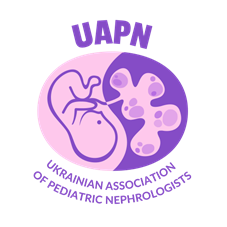 UAPN
UKRAINIAN ASSOCIATION
OF PEDIATRIC NEPHROLOGISTS